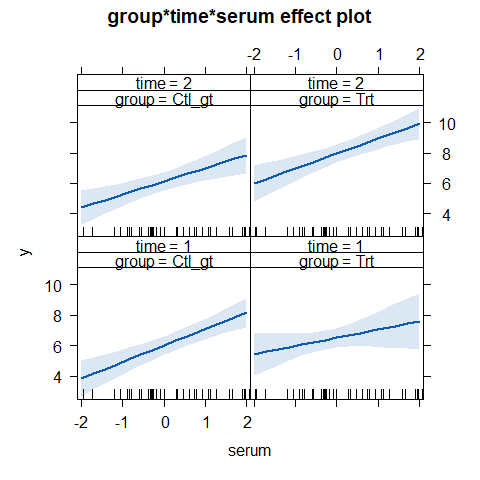 group*time*serum effect plot
-2 -1 0 1 2
time = 2 time = 2
group = Ctl_gt group = Trt
10
8
6
4
time = 1 time = 1
group = Ctl_gt group = Trt
y
10
8
6
4
-2 -1 0 1 2
serum